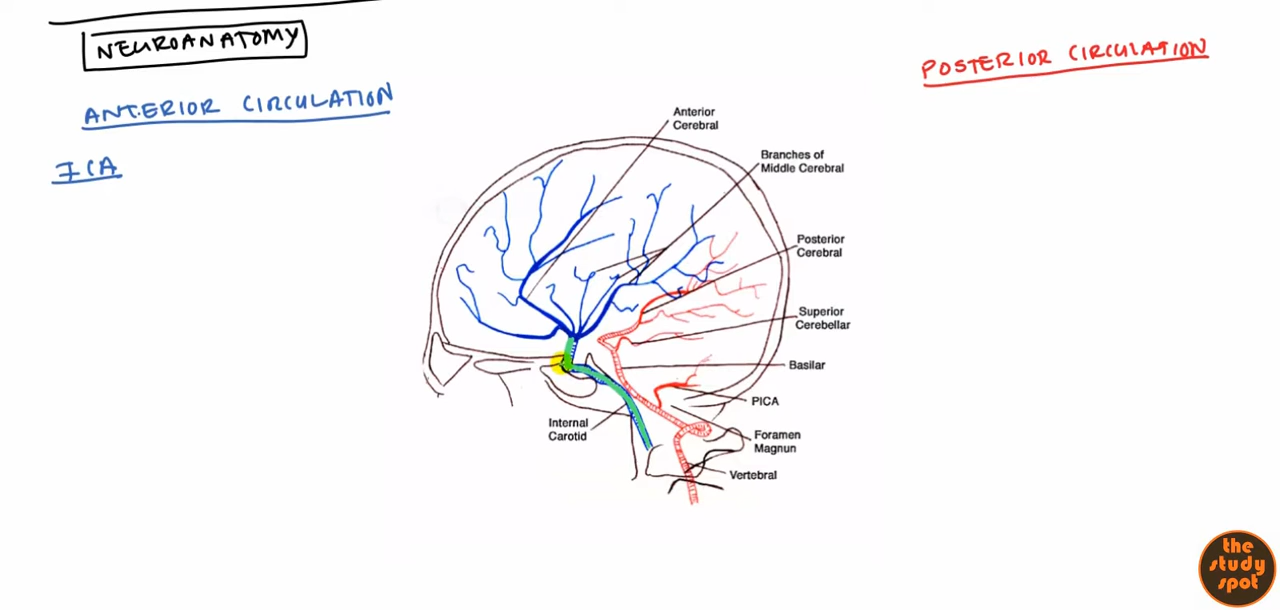 NEUROANATOMY
POSTERIOR CIRCULATION
ANTERIOR CIRCULATION
ICA
Anterior
Cerebral
Branches of
Middle Cerebral
Posterior
Cerebral
Superior
Cerebellar
Basilar
PICA
Internal
Carotid
Foramen
Magnun
Vertebral
the
study
spot